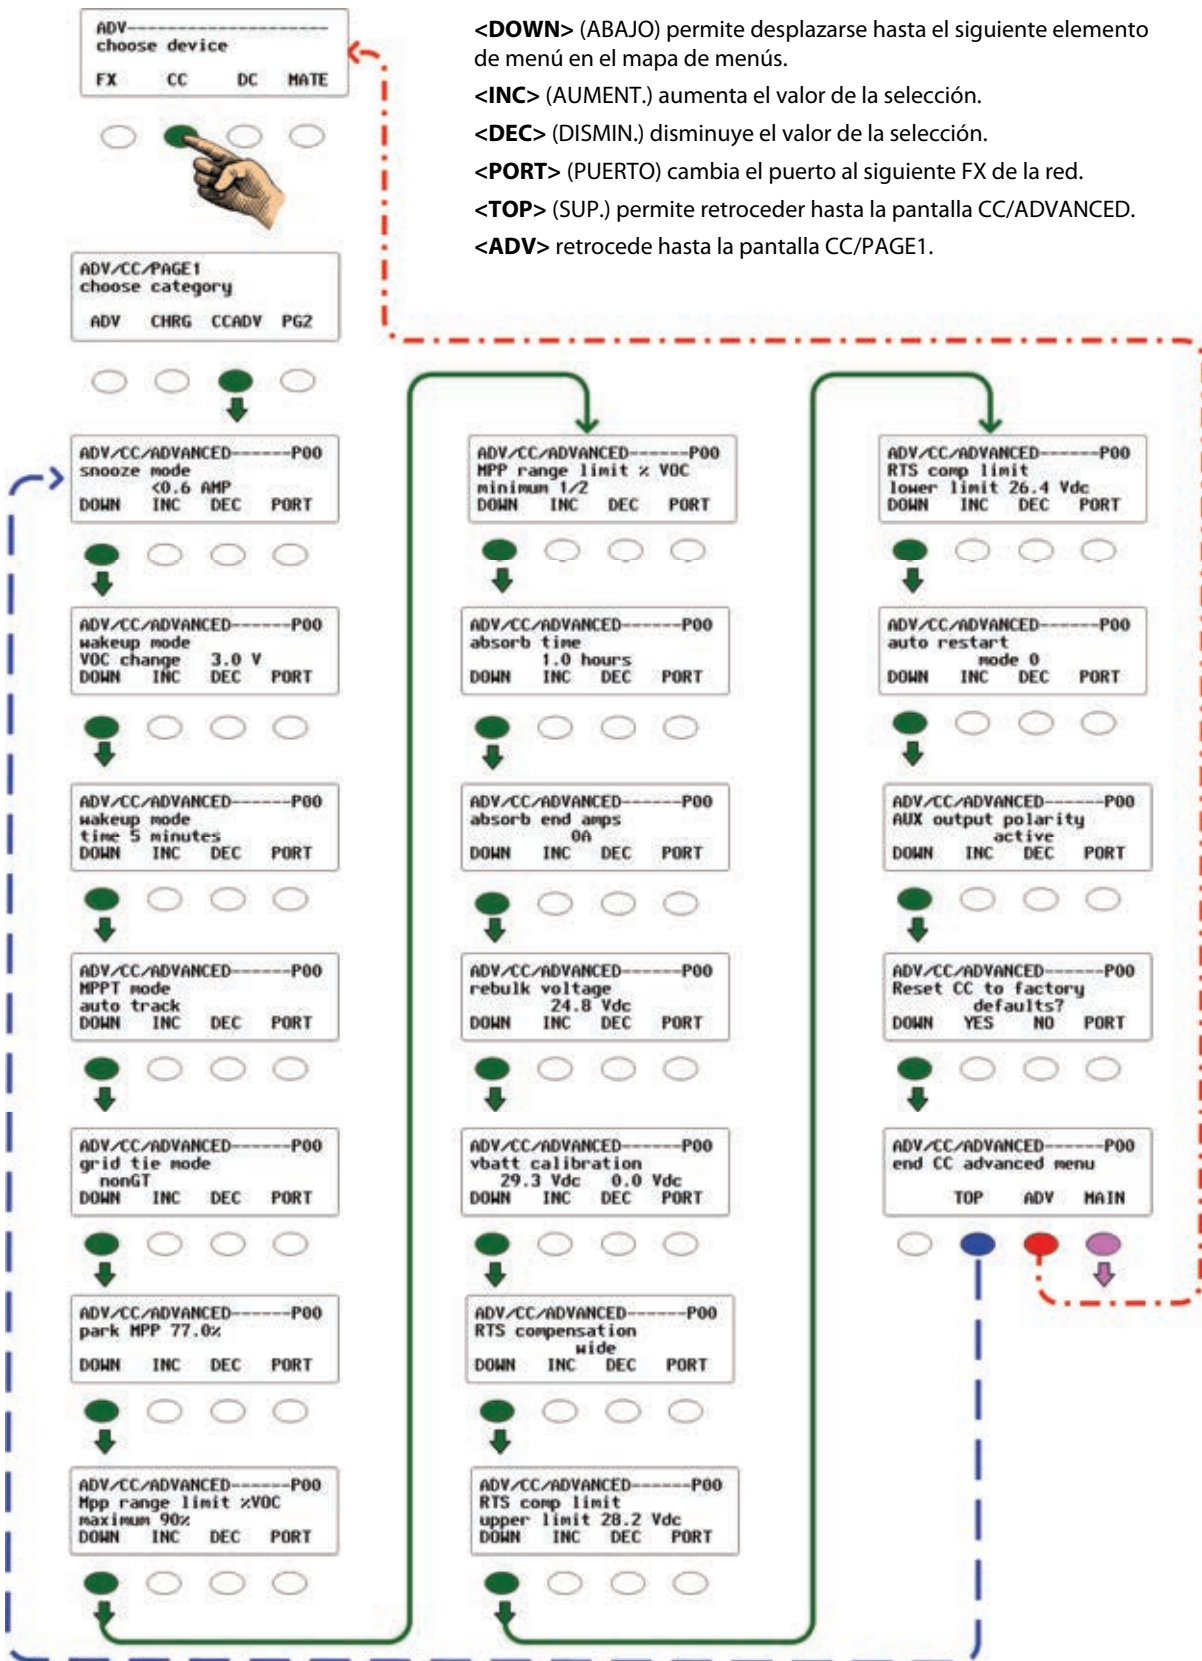 ADV-----------------------
choose device
FX CC DC MATE
<DOWN> (ABAJO) permite desplazarse hasta el siguiente elemento
de menú en el mapa de menús.
<INC> (AUMENT.) aumenta el valor de la selección.
<DEC> (DISMIN.) disminuye el valor de la selección.
<PORT> (PUERTO) cambia el puerto al siguiente FX de la red.
<TOP> (SUP.) permite retroceder hasta la pantalla CC/ADVANCED.
<ADV> retrocede hasta la pantalla CC/PAGE1.
ADV/CC/PAGE1
choose category
ADV CHRG CCADV PG2
ADV/CC/ADVANCED------P00
snooze mode
<0.6 AMP
DOWN INC DEC PORT
ADV/CC/ADVANCED------P00
wakeup mode
VOC change 3.0 V
DOWN INC DEC PORT
ADV/CC/ADVANCED------P00
wakeup mode
time 5 minutes
DOWN INC DEC PORT
ADV/CC/ADVANCED------P00
MPPT mode
auto track
DOWN INC DEC PORT
ADV/CC/ADVANCED------P00
grid tie mode
nonGT
DOWN INC DEC PORT
ADV/CC/ADVANCED------P00
park MPP 77.0%
DOWN INC DEC PORT
ADV/CC/ADVANCED------P00
Mpp range limit %VOC
maximum 90%
DOWN INC DEC PORT
ADV/CC/ADVANCED------P00
MPP range limit % VOC
minimum 1/2
DOWN INC DEC PORT
ADV/CC/ADVANCED------P00
absorb time
1.0 hours
DOWN INC DEC PORT
ADV/CC/ADVANCED------P00
absorb end amps
0A
DOWN INC DEC PORT
ADV/CC/ADVANCED------P00
rebulk voltage
24.8 Vdc
DOWN INC DEC PORT
ADV/CC/ADVANCED------P00
vbatt calibration
29.3 Vdc 0.0 Vdc
DOWN INC DEC PORT
ADV/CC/ADVANCED------P00
RTS compensation
wide
DOWN INC DEC PORT
ADV/CC/ADVANCED------P00
RTS comp limit
upper limit 28.2 Vdc
DOWN INC DEC PORT
ADV/CC/ADVANCED------P00
RTS comp limit
lower limit 26.4 Vdc
DOWN INC DEC PORT
ADV/CC/ADVANCED------P00
auto restart
mode 0
DOWN INC DEC PORT
ADV/CC/ADVANCED------P00
AUX output polarity
active
DOWN INC DEC PORT
ADV/CC/ADVANCED------P00
Reset CC to factory
defaults?
DOWN YES NO PORT
ADV/CC/ADVANCED------P00
end CC advanced menu
TOP ADV MAIN